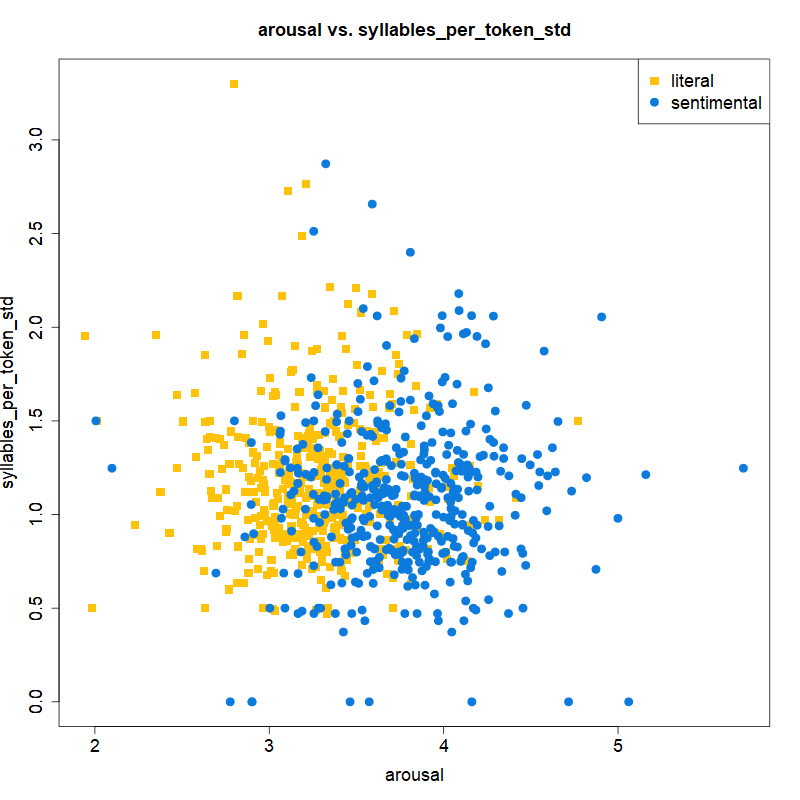 arousal vs. syllables_per_token_std
literal
sentimental
syllables_per_token_std
3.0
2.5
2.0
1.5
1.0
0.5
0.0
2
3
4
5
arousal